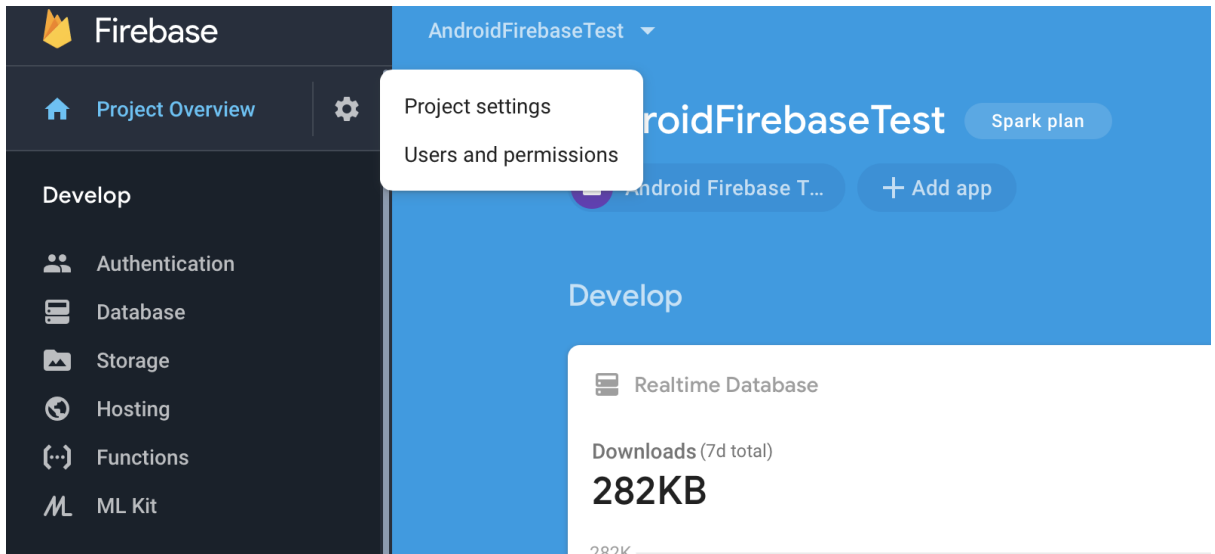 Firebase
Project Overview
Develop
Authentication
Database
Storage
Hosting
Functions
ML Kit
AndroidFirebaseTest
Project settings
Users and permissions
roidFirebaseTest
Spark plan
Android Firebase T...
+ Add app
Develop
Realtime Database
Downloads (7d total)
282KB
282K